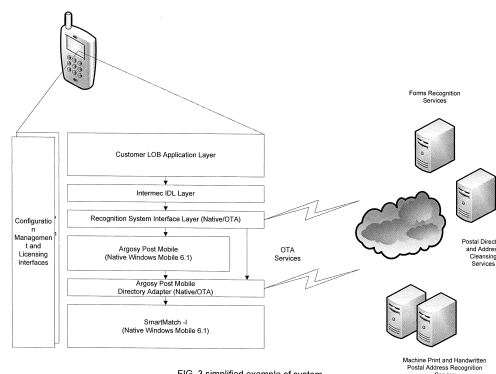 Forms Recognition
Services
Customer LOB Application Layer
Intermec IDL Layer
Recognition System Interface Layer (Native/OTA)
Configuratio
n
Managemen
t and
Licensing
Interfaces
Argosy Post Mobile
(Native Windows Mobile 6.1)
OTA
Services
Postal Direct
and Addres
Cleansing
Services
Argosy Post Mobile
Directory Adapter (Native/OTA)
SmartMatch -I
(Native Windows Mobile 6.1)
Machine Print and Handwritten
Postal Address Recognition
FIG. 3 simplified example of system